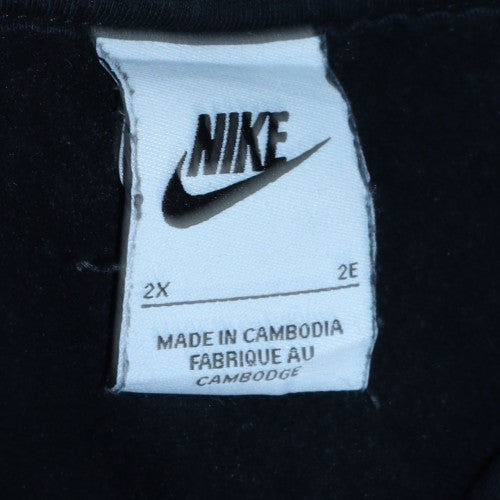 NIKE
2X 2E
MADE IN CAMBODIA
FABRIQUE AU
CAMBODGE